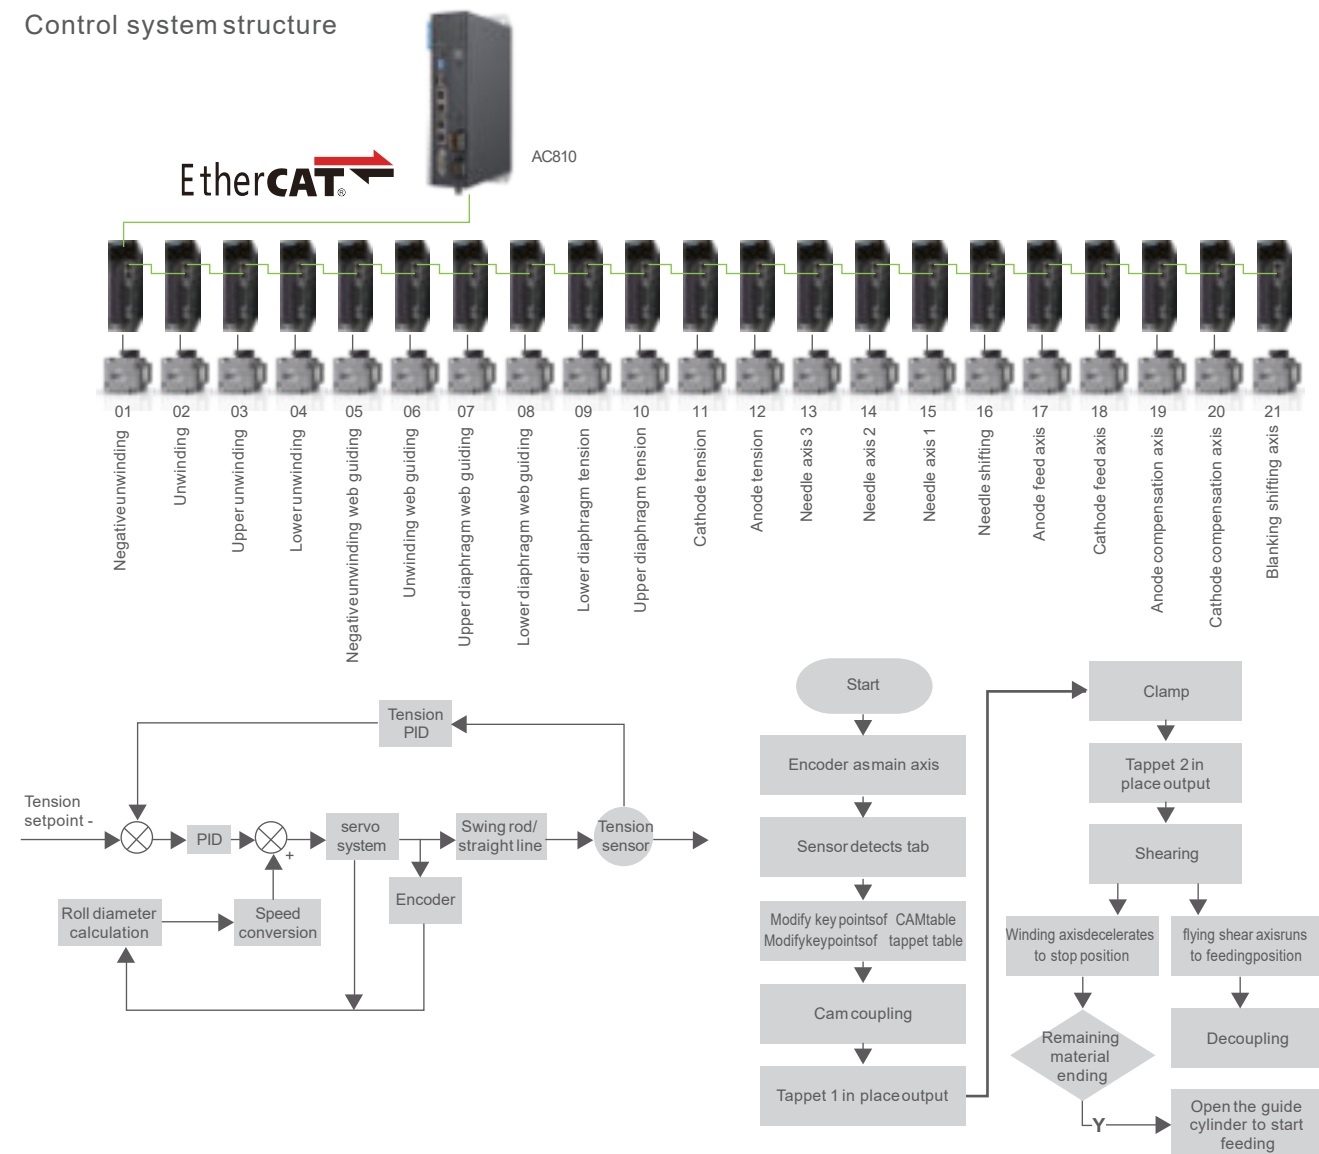 Control system structure
AC810
EtherCAT®
01 02 03 04 05 06 07 08 09 10 11 12 13 14 15 16 17 18 19 20 21
Negative unwinding
Unwinding
Upper unwinding
Lower unwinding
Negative unwinding web guiding
Unwinding web guiding
Upper diaphragm web guiding
Lower diaphragm web guiding
Lower diaphragm tension
Upper diaphragm tension
Cathode tension
Anode tension
Needle axis 3
Needle axis 2
Needle axis 1
Needle shifting
Anode feed axis
Cathode feed axis
Anode compensation axis
Cathode compensation axis
Blanking shifting axis
Tension
PID
Tension
setpoint -
PID
+
servo
system
Swing rod/
straight line
Tension
sensor
Encoder
Roll diameter
calculation
Speed
conversion
Start
Encoder as main axis
Sensor detects tab
Modify key points of CAM table
Modify key points of tappet table
Cam coupling
Tappet 1 in place output
Clamp
Tappet 2 in
place output
Shearing
Winding axis decelerates
to stop position
flying shear axis runs
to feeding position
Remaining
material
ending
Decoupling
Y
Open the guide
cylinder to start
feeding